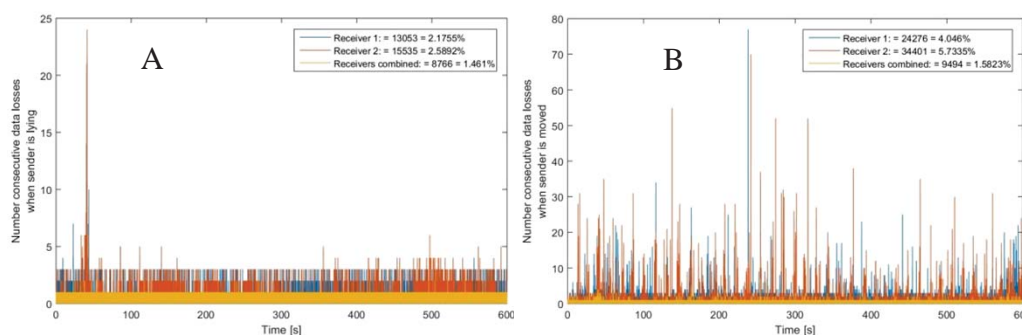 A
Receiver 1: = 13053 = 2.1755%
Receiver 2: = 15535 = 2.5892%
Receivers combined: = 8766 = 1.461%
Number consecutive data losses
when sender is lying
25
20
15
10
5
0
0 100 200 300 400 500 600
Time [s]
B
Receiver 1: = 24276 = 4.046%
Receiver 2: = 34401 = 5.7335%
Receivers combined: = 9494 = 1.5823%
Number consecutive data losses
when sender is moved
80
70
60
50
40
30
20
10
0
0 100 200 300 400 500 600
Time [s]